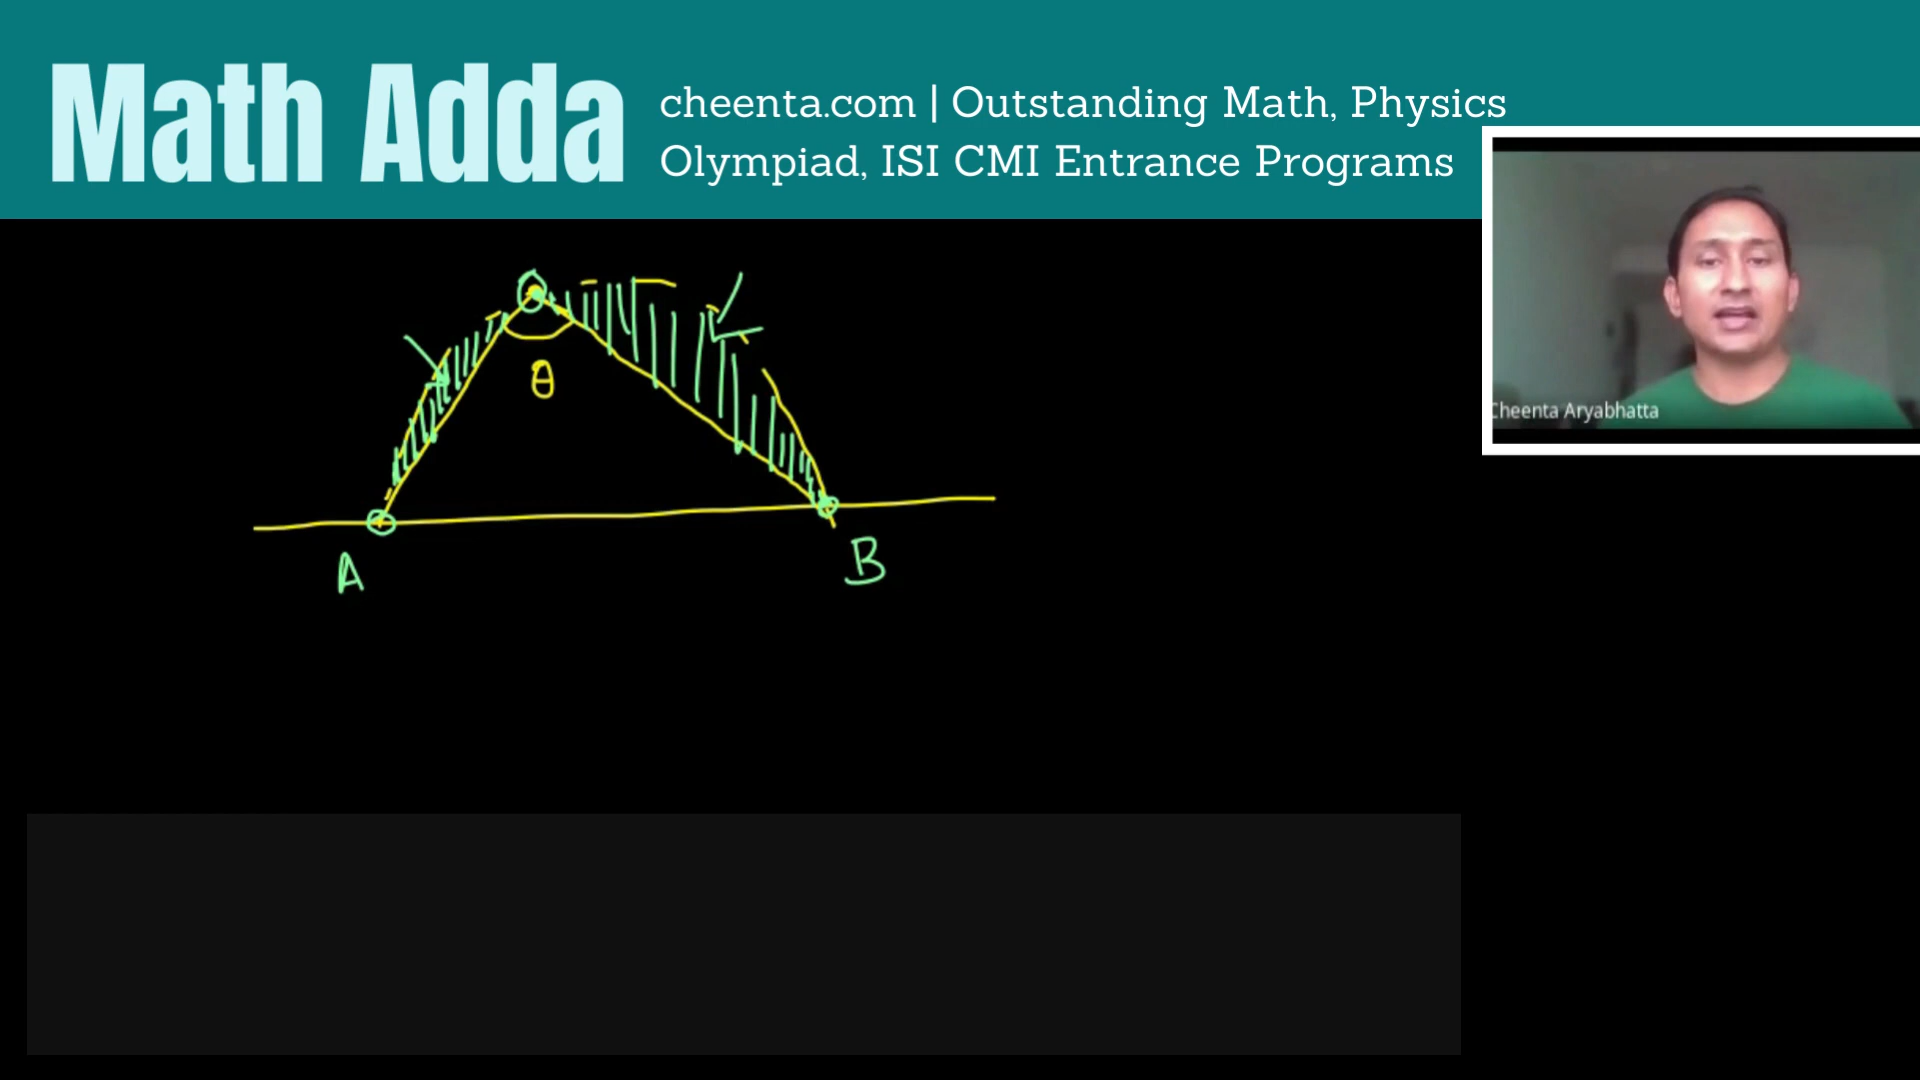 Math Adda
cheenta.com | Outstanding Math, Physics
Olympiad, ISI CMI Entrance Programs
Cheenta Aryabhatta
θ
A
B